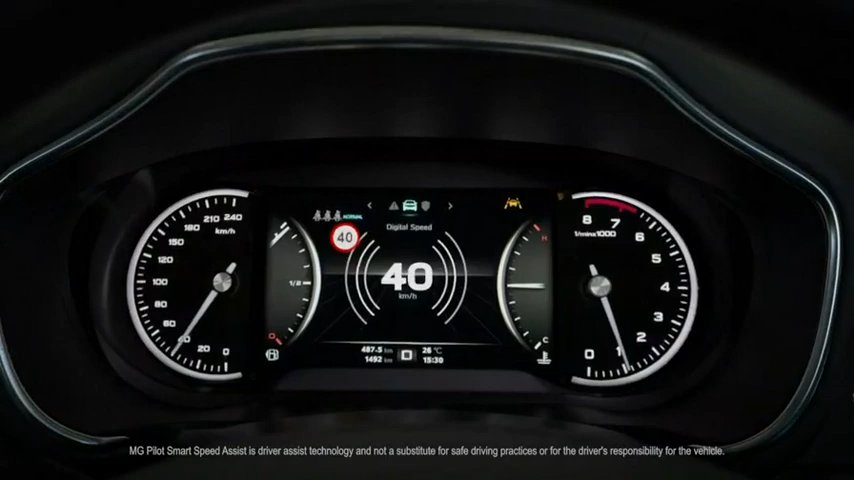 210 240
180
km/h
150
120
100
80
60
20 0
NORMAL
40
Digital Speed
40
km/h
1/2
H
C
487.5 km 26 °C
1492 km 15:30
8 7 6
1/minx1000
5
4
3
2
0 1
MG Pilot Smart Speed Assist is driver assist technology and not a substitute for safe driving practices or for the driver's responsibility for the vehicle.